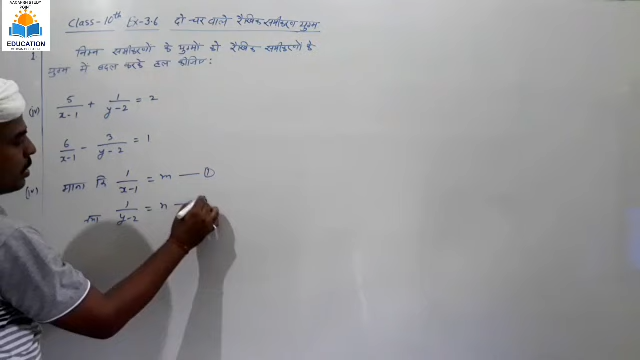 EDUCATION
Class-10th Ex-3.6 दो चर वाले रैखिक समीकरण युग्म
1. निम्न समीकरणों के युग्मों को रैखिक समीकरणों के
युग्म में बदल करके हल कीजिए:
(iv) 5/(x-1) + 1/(y-2) = 2
6/(x-1) - 3/(y-2) = 1
(iv) माना कि 1/(x-1) = m — ①
1/(y-2) = n —